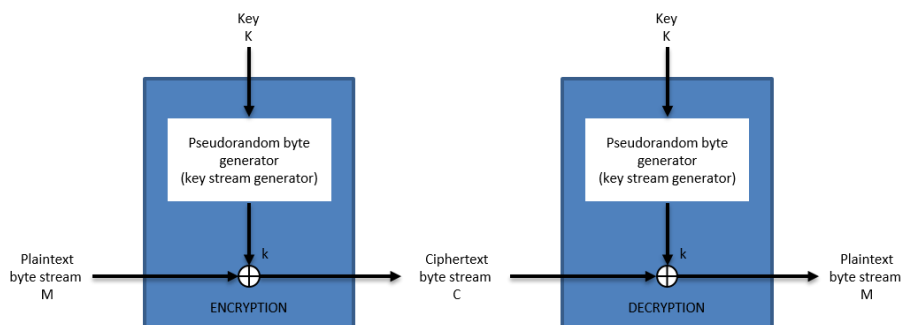 Key
K
Key
K
Pseudorandom byte
generator
(key stream generator)
Pseudorandom byte
generator
(key stream generator)
k
k
Plaintext
byte stream
M
Ciphertext
byte stream
C
Plaintext
byte stream
M
ENCRYPTION
DECRYPTION